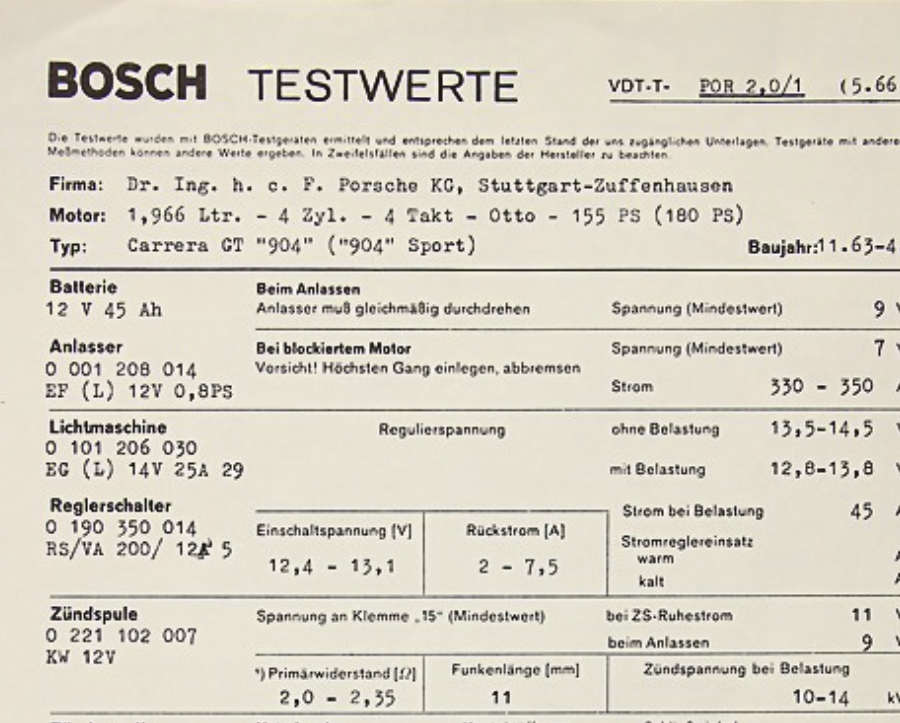 BOSCH TESTWERTE VDT-T- POR 2,0/1 (5.66
Die Testwerte wurden mit BOSCH-Testgeräten ermittelt und entsprechen dem letzten Stand der uns zugänglichen Unterlagen. Testgeräte mit andere
Meßmethoden können andere Werte ergeben. In Zweifelsfällen sind die Angaben der Hersteller zu beachten.
Firma: Dr. Ing. h. c. F. Porsche KG, Stuttgart-Zuffenhausen
Motor: 1,966 Ltr. - 4 Zyl. - 4 Takt - Otto - 155 PS (180 PS)
Typ: Carrera GT "904" ("904" Sport) Baujahr: 11.63-4
Batterie Beim Anlassen
12 V 45 Ah Anlasser muß gleichmäßig durchdrehen Spannung (Mindestwert) 9 V
Anlasser Bei blockiertem Motor Spannung (Mindestwert) 7 V
0 001 208 014 Vorsicht! Höchsten Gang einlegen, abbremsen
EF (L) 12V 0,8PS Strom 330 - 350 A
Lichtmaschine Regulierspannung ohne Belastung 13,5-14,5 V
0 101 206 030
EG (L) 14V 25A 29 mit Belastung 12,8-13,8 V
Reglerschalter Strom bei Belastung 45 A
0 190 350 014 Einschaltspannung [V] Rückstrom [A] Stromreglereinsatz
RS/VA 200/ 12 5 warm A
12,4 - 13,1 2 - 7,5 kalt A
Zündspule Spannung an Klemme „15" (Mindestwert) bei ZS-Ruhestrom 11 V
0 221 102 007 beim Anlassen 9 V
KW 12V *) Primärwiderstand [Ω] Funkenlänge [mm] Zündspannung bei Belastung
2,0 - 2,35 11 10-14 kV